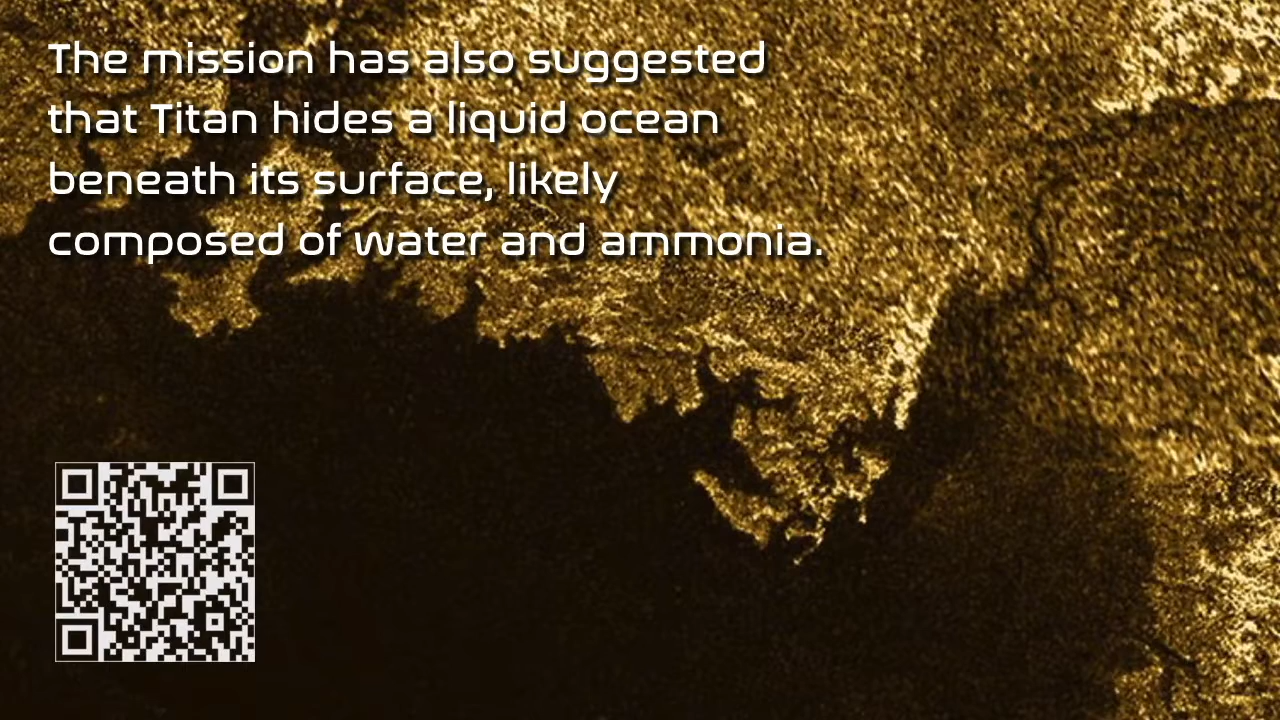 The mission has also suggested
that Titan hides a liquid ocean
beneath its surface, likely
composed of water and ammonia.